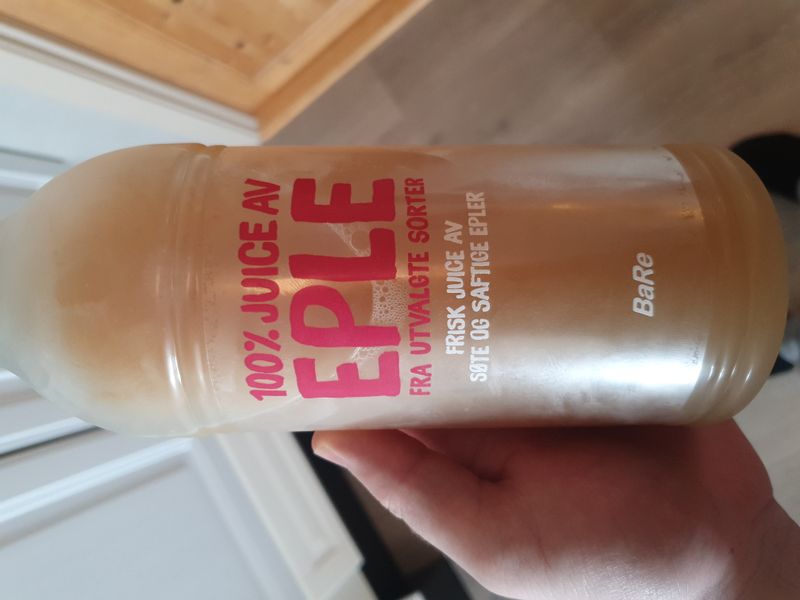 100% JUICE AV
EPLE
FRA UTVALGTE SORTER
FRISK JUICE AV
SØTE OG SAFTIGE EPLER
BaRe